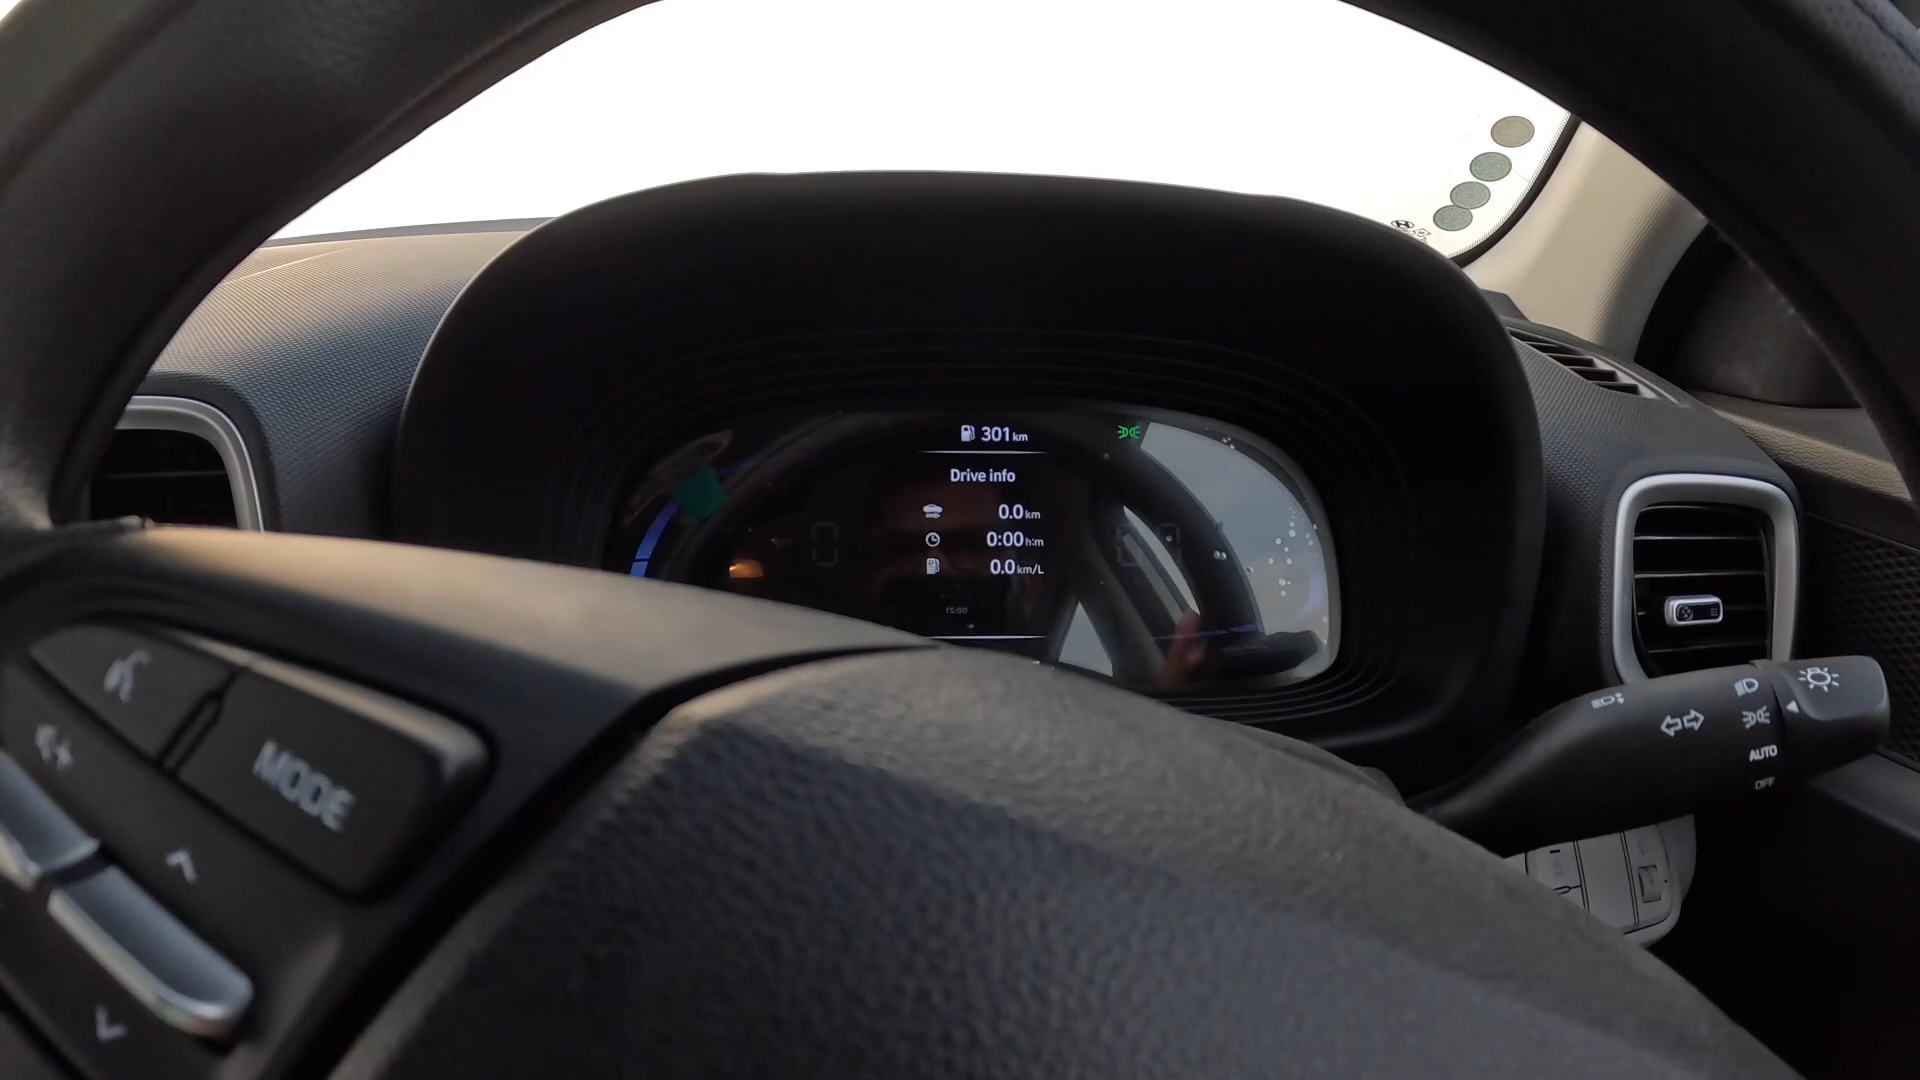 301 km
Drive info
0.0 km
0:00 h:m
0.0 km/L
MODE
AUTO
OFF